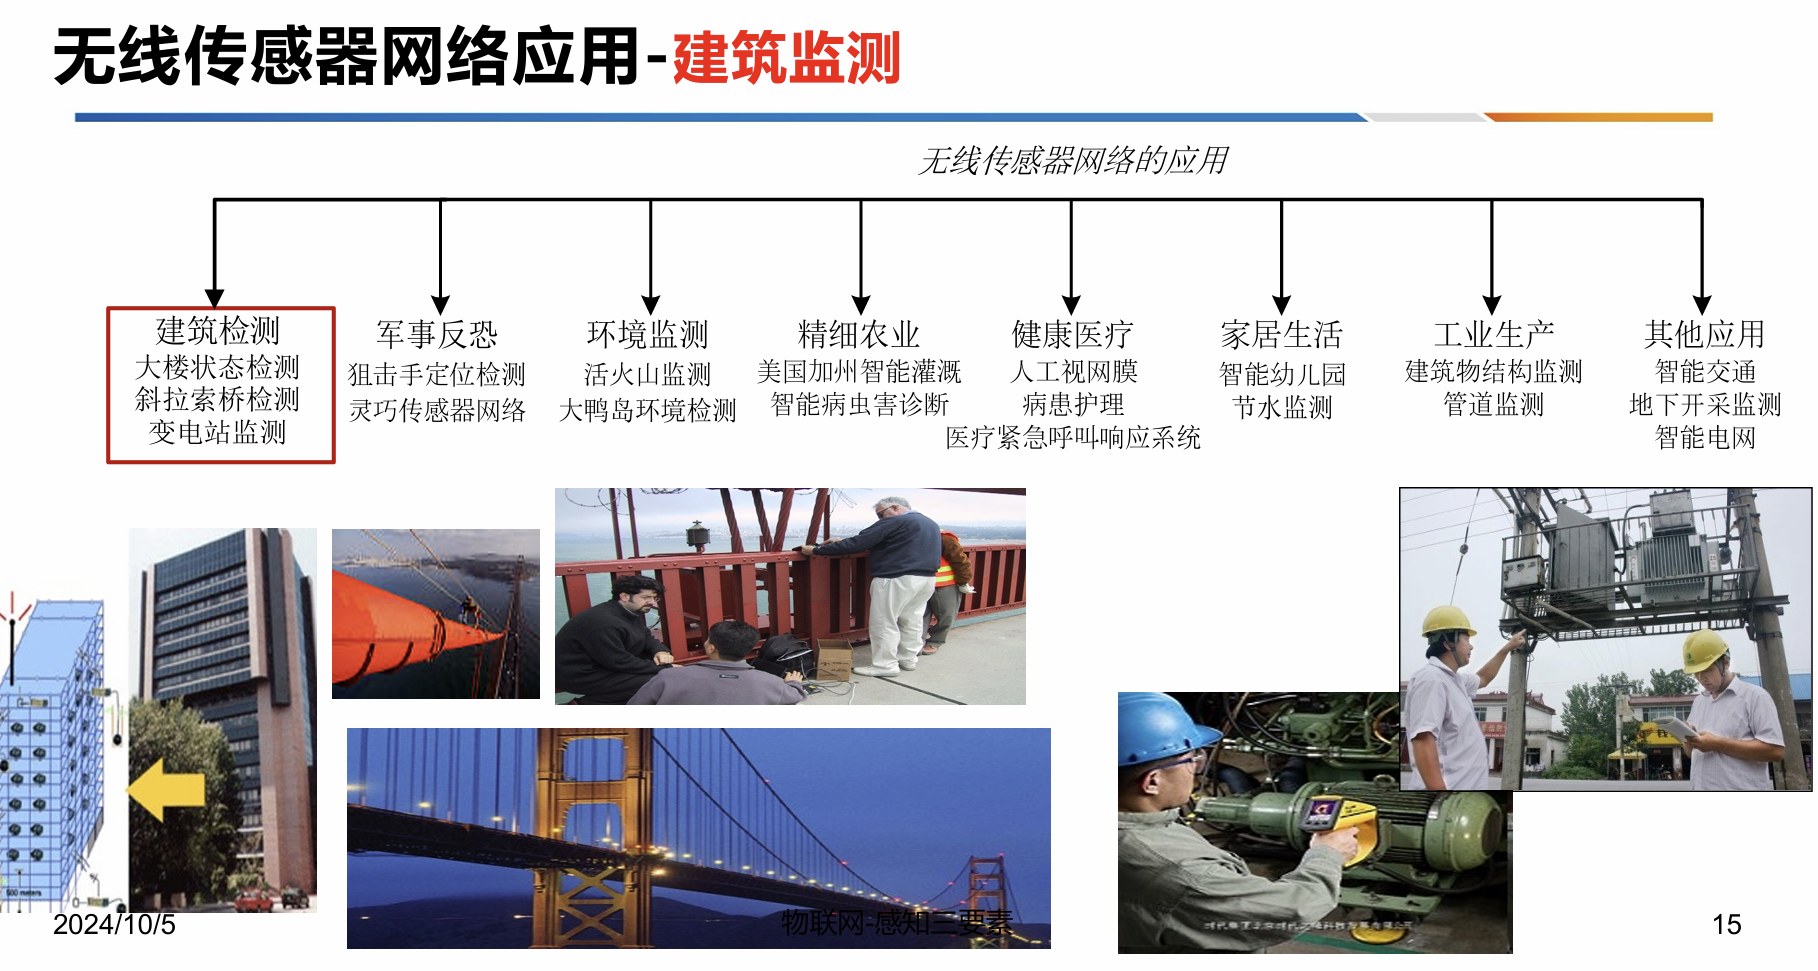 无线传感器网络应用-建筑监测
无线传感器网络的应用
建筑检测
大楼状态检测
斜拉索桥检测
变电站监测
军事反恐
狙击手定位检测
灵巧传感器网络
环境监测
活火山监测
大鸭岛环境检测
精细农业
美国加州智能灌溉
智能病虫害诊断
健康医疗
人工视网膜
病患护理
医疗紧急呼叫响应系统
家居生活
智能幼儿园
节水监测
工业生产
建筑物结构监测
管道监测
其他应用
智能交通
地下开采监测
智能电网
500 meters
2024/10/5
物联网-感知三要素
15